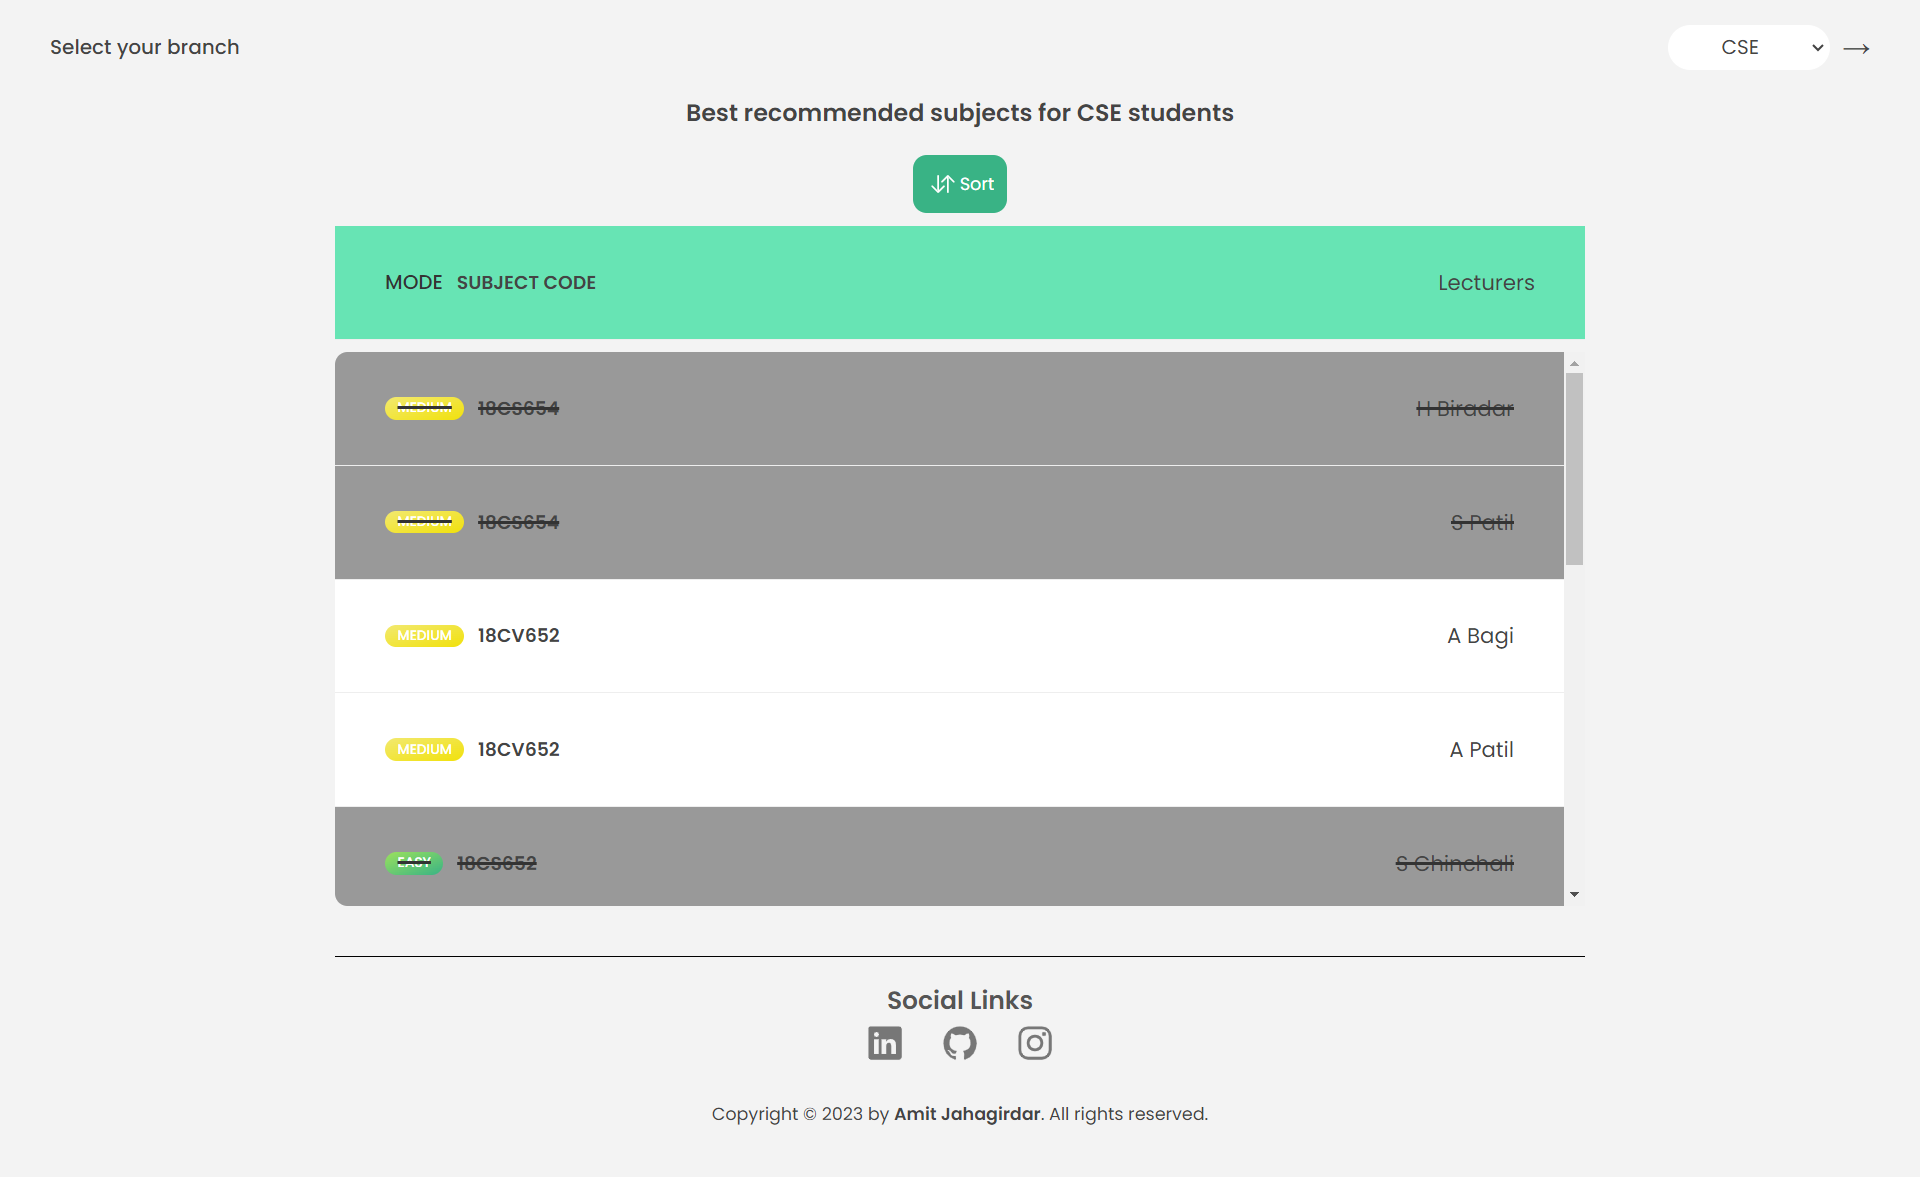 Select your branch
CSE
Best recommended subjects for CSE students
Sort
MODE SUBJECT CODE Lecturers
MEDIUM 18CS654 H Biradar
MEDIUM 18CS654 S Patil
MEDIUM 18CV652 A Bagi
MEDIUM 18CV652 A Patil
EASY 18CS652 S Chinchali
Social Links
in
Copyright © 2023 by Amit Jahagirdar. All rights reserved.